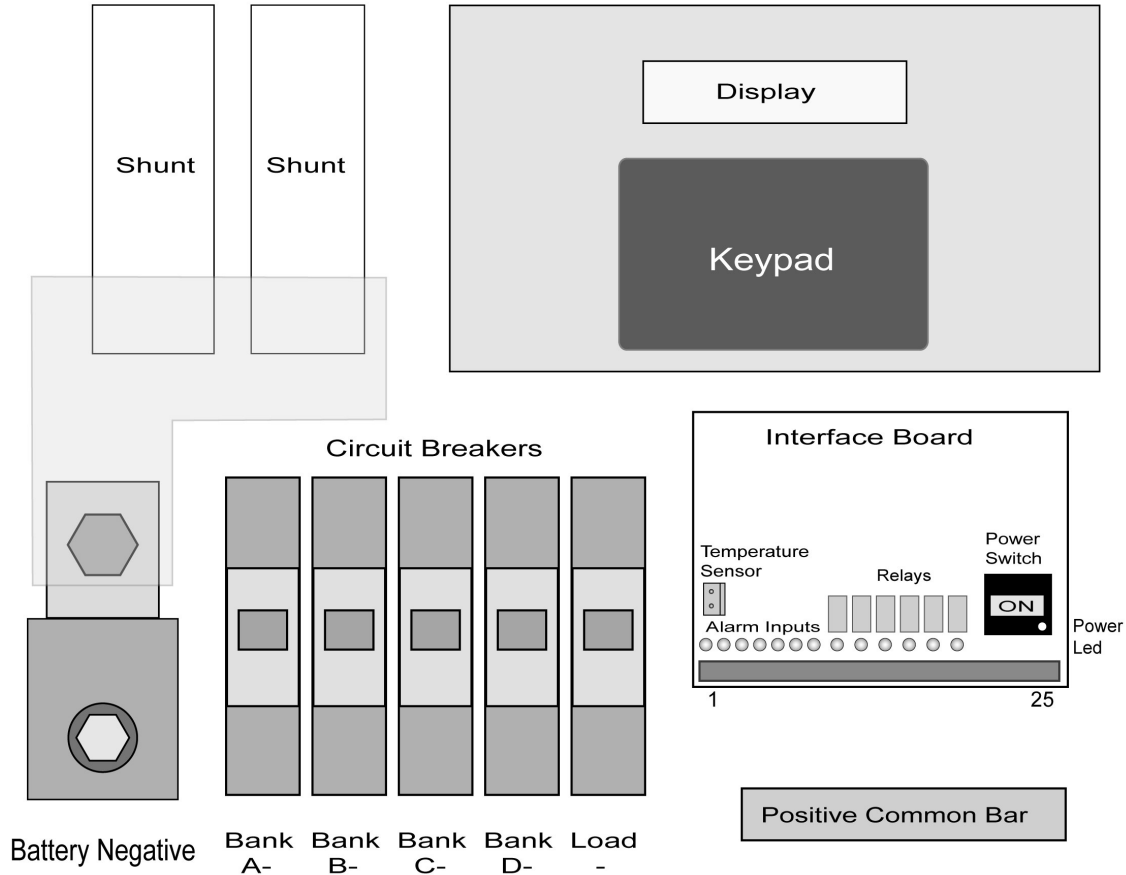 Shunt
Shunt
Display
Keypad
Circuit Breakers
Interface Board
Temperature
Sensor
Power
Switch
Relays
ON
Alarm Inputs
Power
Led
1
25
Positive Common Bar
Battery Negative
Bank
A-
Bank
B-
Bank
C-
Bank
D-
Load
-